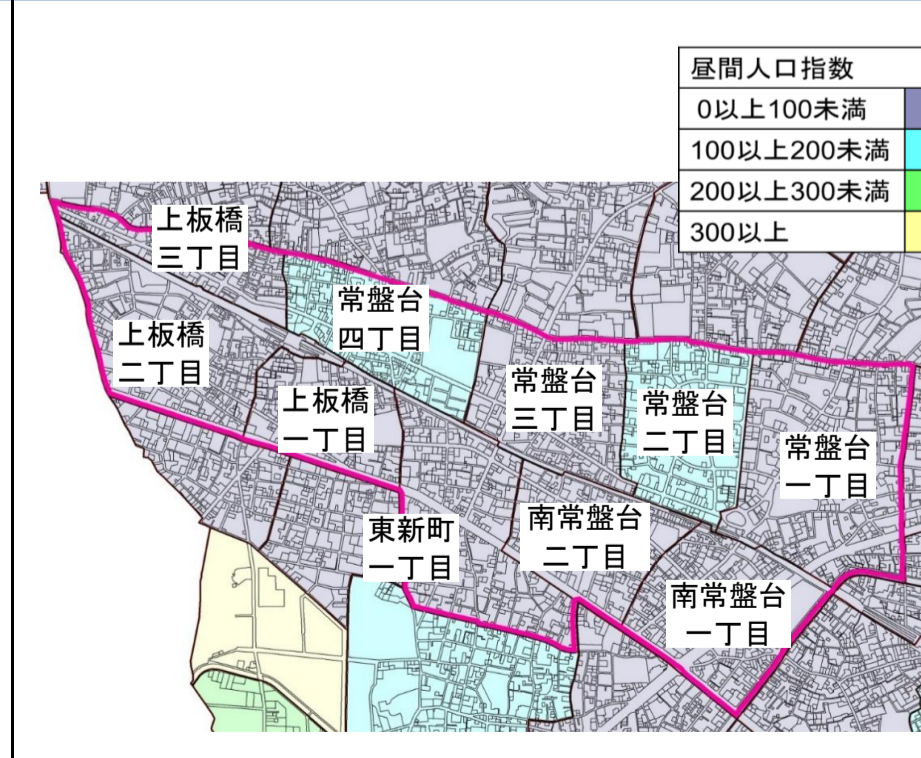 昼間人口指数
0以上100未満
100以上200未満
200以上300未満
300以上
上板橋
三丁目
常盤台
四丁目
上板橋
二丁目
上板橋
一丁目
常盤台
三丁目
常盤台
二丁目
常盤台
一丁目
東新町
一丁目
南常盤台
二丁目
南常盤台
一丁目